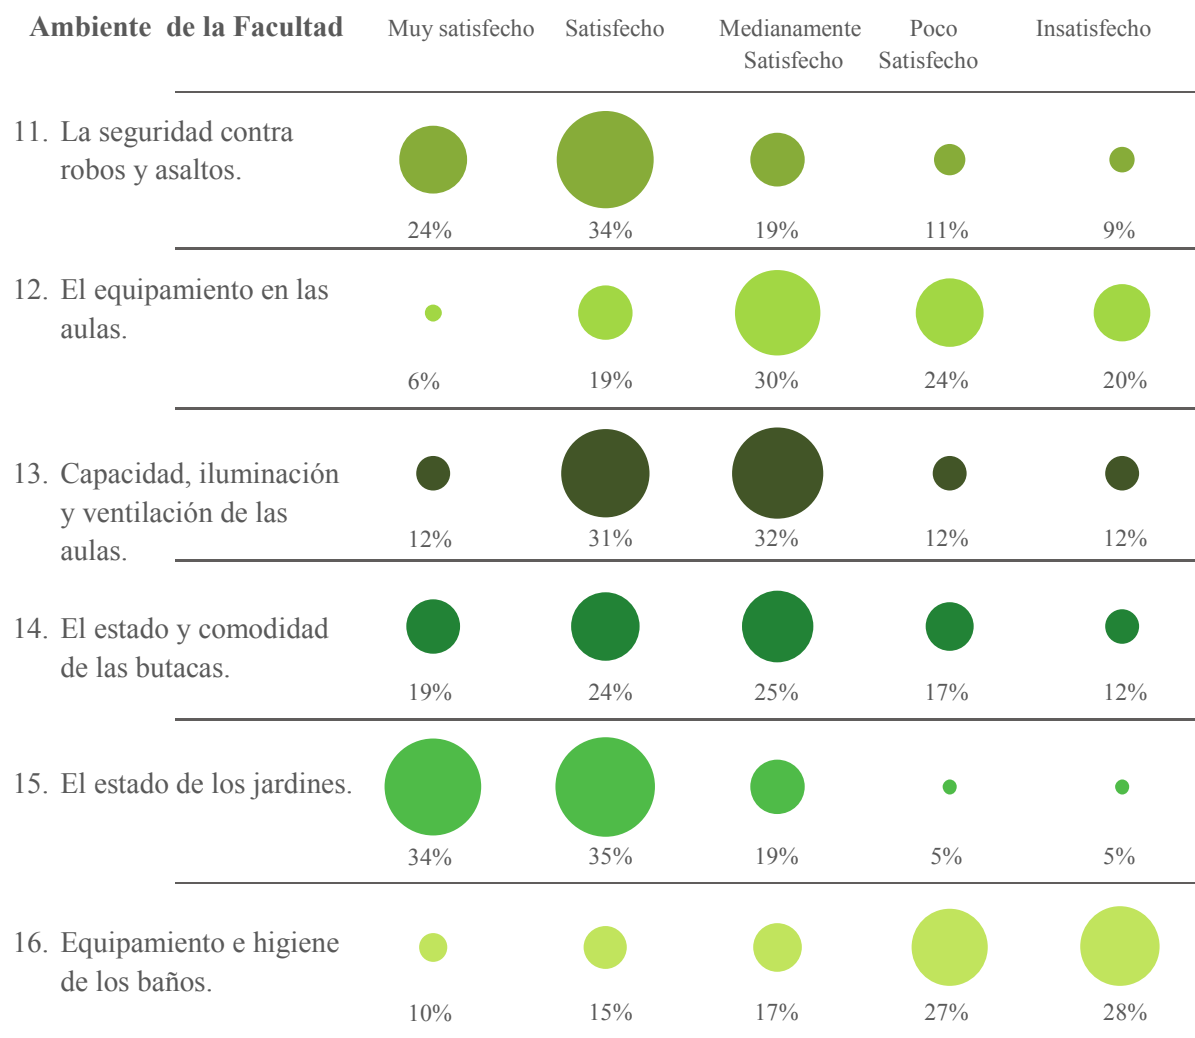 Ambiente de la Facultad
Muy satisfecho
Satisfecho
Medianamente
Satisfecho
Poco
Satisfecho
Insatisfecho
11. La seguridad contra
robos y asaltos.
24% 34% 19% 11% 9%
12. El equipamiento en las
aulas.
6% 19% 30% 24% 20%
13. Capacidad, iluminación
y ventilación de las
aulas.
12% 31% 32% 12% 12%
14. El estado y comodidad
de las butacas.
19% 24% 25% 17% 12%
15. El estado de los jardines.
34% 35% 19% 5% 5%
16. Equipamiento e higiene
de los baños.
10% 15% 17% 27% 28%